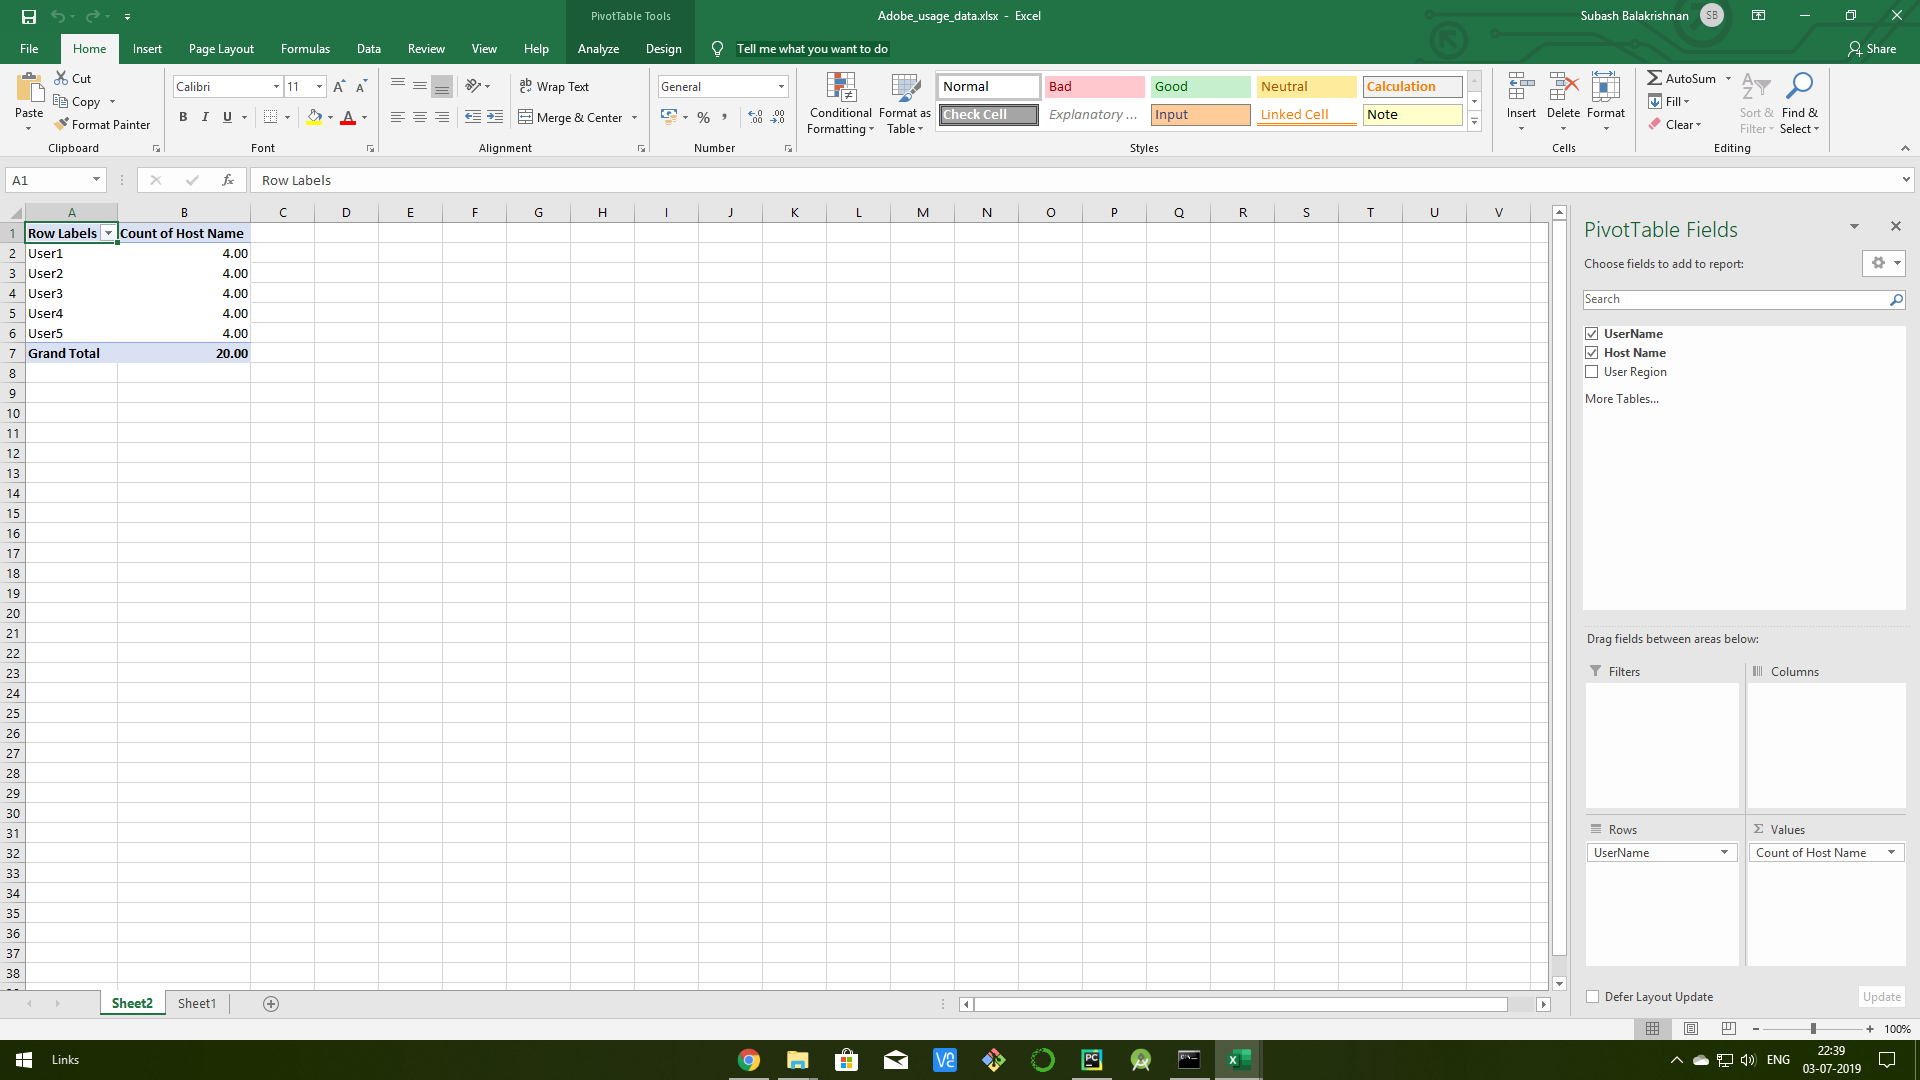 PivotTable Tools
Adobe_usage_data.xlsx - Excel
Subash Balakrishnan SB
File Home Insert Page Layout Formulas Data Review View Help Analyze Design Tell me what you want to do Share
Paste
Cut
Copy
Format Painter
Clipboard
Calibri 11
B I U
Font
Wrap Text
Merge & Center
Alignment
General
Number
Conditional Formatting
Format as Table
Normal Bad Good Neutral Calculation
Check Cell Explanatory ... Input Linked Cell Note
Styles
Insert Delete Format
Cells
AutoSum
Fill
Clear
Sort & Filter
Find & Select
Editing
A1 fx Row Labels
A B C D E F G H I J K L M N O P Q R S T U V
1 Row Labels Count of Host Name
2 User1 4.00
3 User2 4.00
4 User3 4.00
5 User4 4.00
6 User5 4.00
7 Grand Total 20.00
8
9
10
11
12
13
14
15
16
17
18
19
20
21
22
23
24
25
26
27
28
29
30
31
32
33
34
35
36
37
38
PivotTable Fields
Choose fields to add to report:
Search
UserName
Host Name
User Region
More Tables...
Drag fields between areas below:
Filters
Columns
Rows
Values
UserName
Count of Host Name
Defer Layout Update
Update
Sheet2 Sheet1
100%
Links
ENG
22:39
03-07-2019